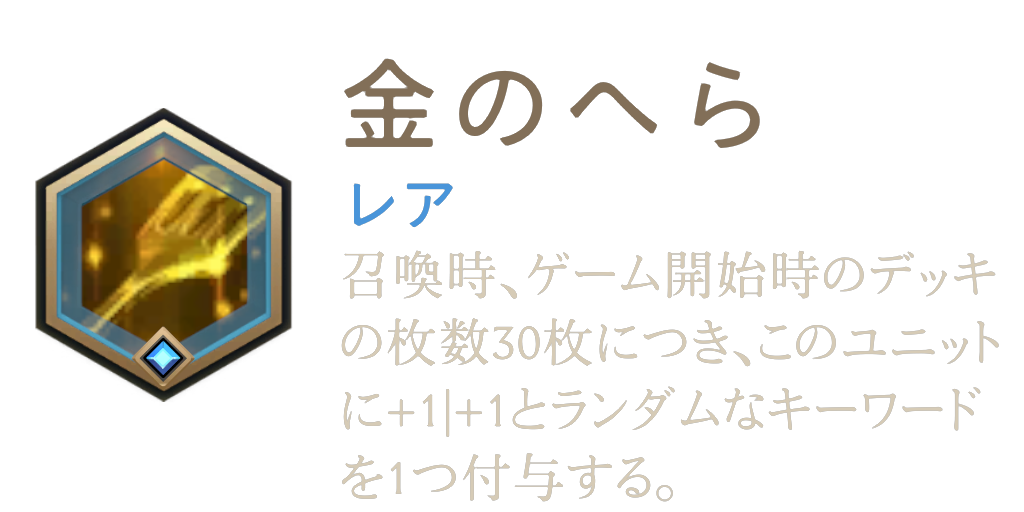 金のへら
レア
召喚時、ゲーム開始時のデッキ
の枚数30枚につき、このユニット
に+1|+1とランダムなキーワード
を1つ付与する。